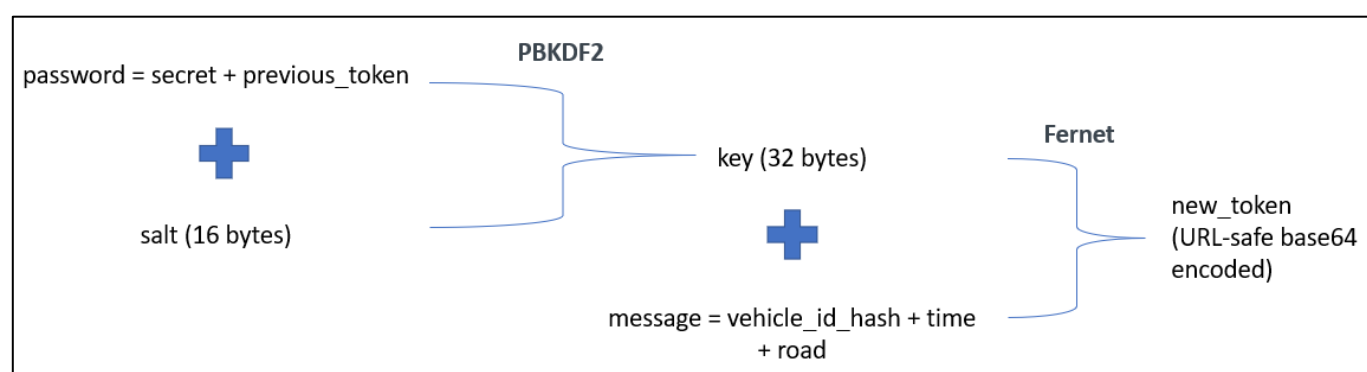 PBKDF2
password = secret + previous_token
Fernet
key (32 bytes)
salt (16 bytes)
new_token
(URL-safe base64
encoded)
message = vehicle_id_hash + time
+ road